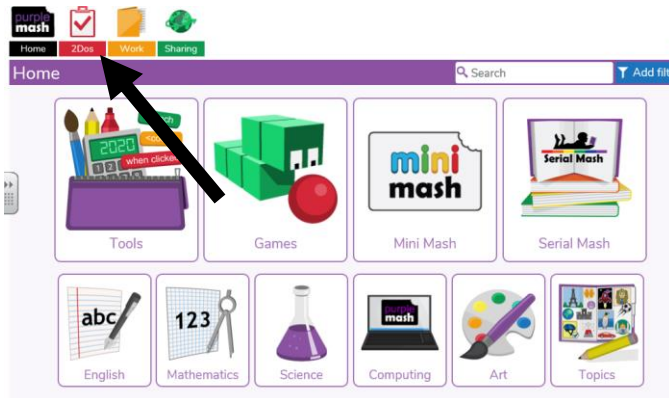 purple
mash
Home 2Dos Work Sharing
Home
Search
Add filt
2020
when clicked
mini
mash
Serial Mash
Tools Games Mini Mash Serial Mash
abc
123
purple
mash
English Mathematics Science Computing Art Topics